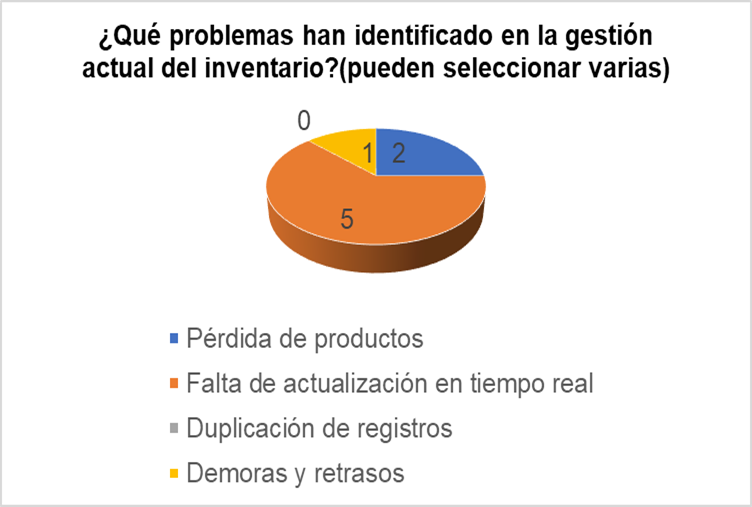 ¿Qué problemas han identificado en la gestión
actual del inventario?(pueden seleccionar varias)
0
1
2
5
Pérdida de productos
Falta de actualización en tiempo real
Duplicación de registros
Demoras y retrasos